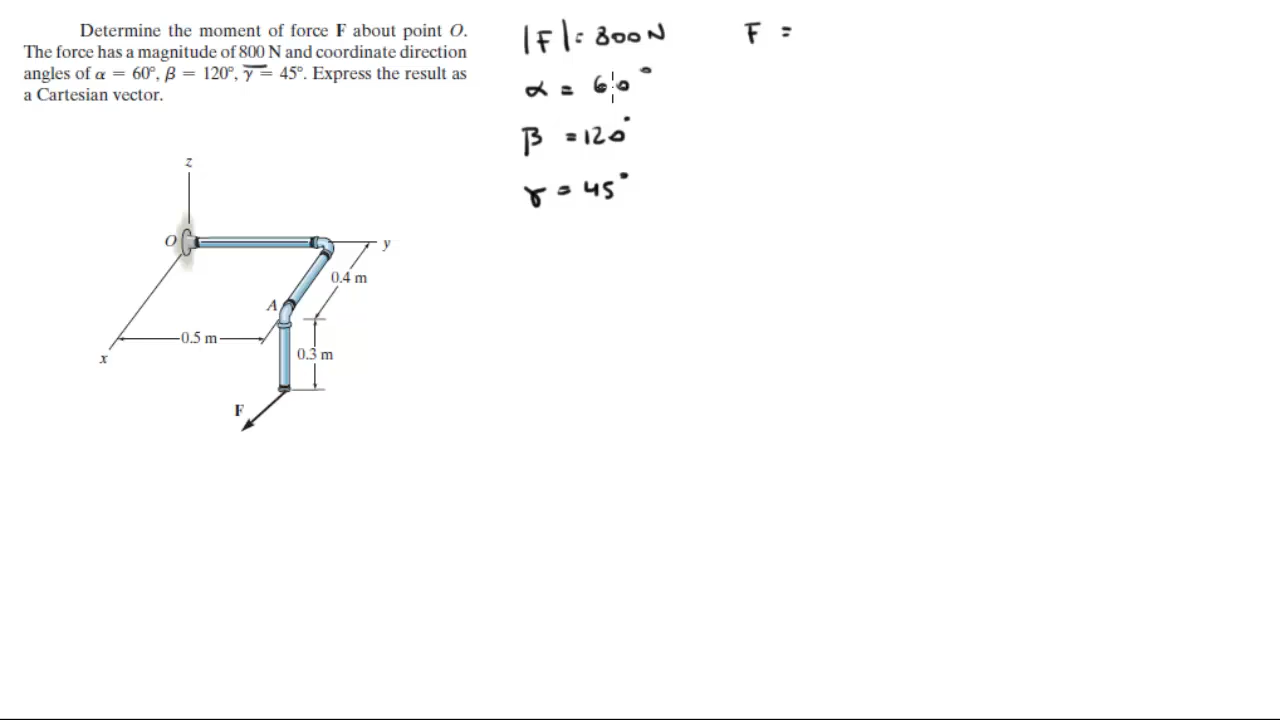 Determine the moment of force F about point O.
The force has a magnitude of 800 N and coordinate direction
angles of α = 60°, β = 120°, γ = 45°. Express the result as
a Cartesian vector.
|F| = 800N
F =
α = 60°
β = 120°
γ = 45°
z
O
y
0.4 m
A
0.5 m
x
0.3 m
F